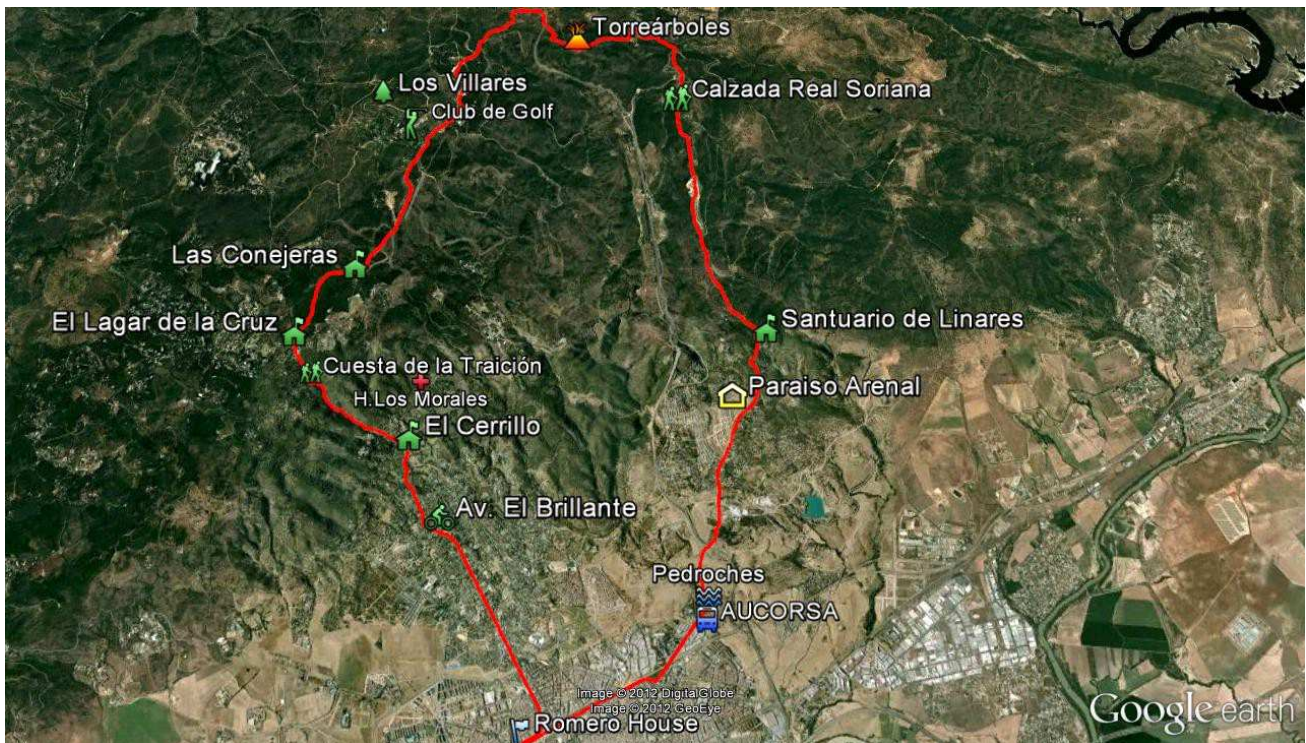 Torreárboles
Los Villares
Calzada Real Soriana
Club de Golf
Las Conejeras
El Lagar de la Cruz
Santuario de Linares
Cuesta de la Traición
Paraiso Arenal
H.Los Morales
El Cerrillo
Av. El Brillante
Pedroches
AUCORSA
Image © 2012 DigitalGlobe
Image © 2012 GeoEye
Google earth
Romero House